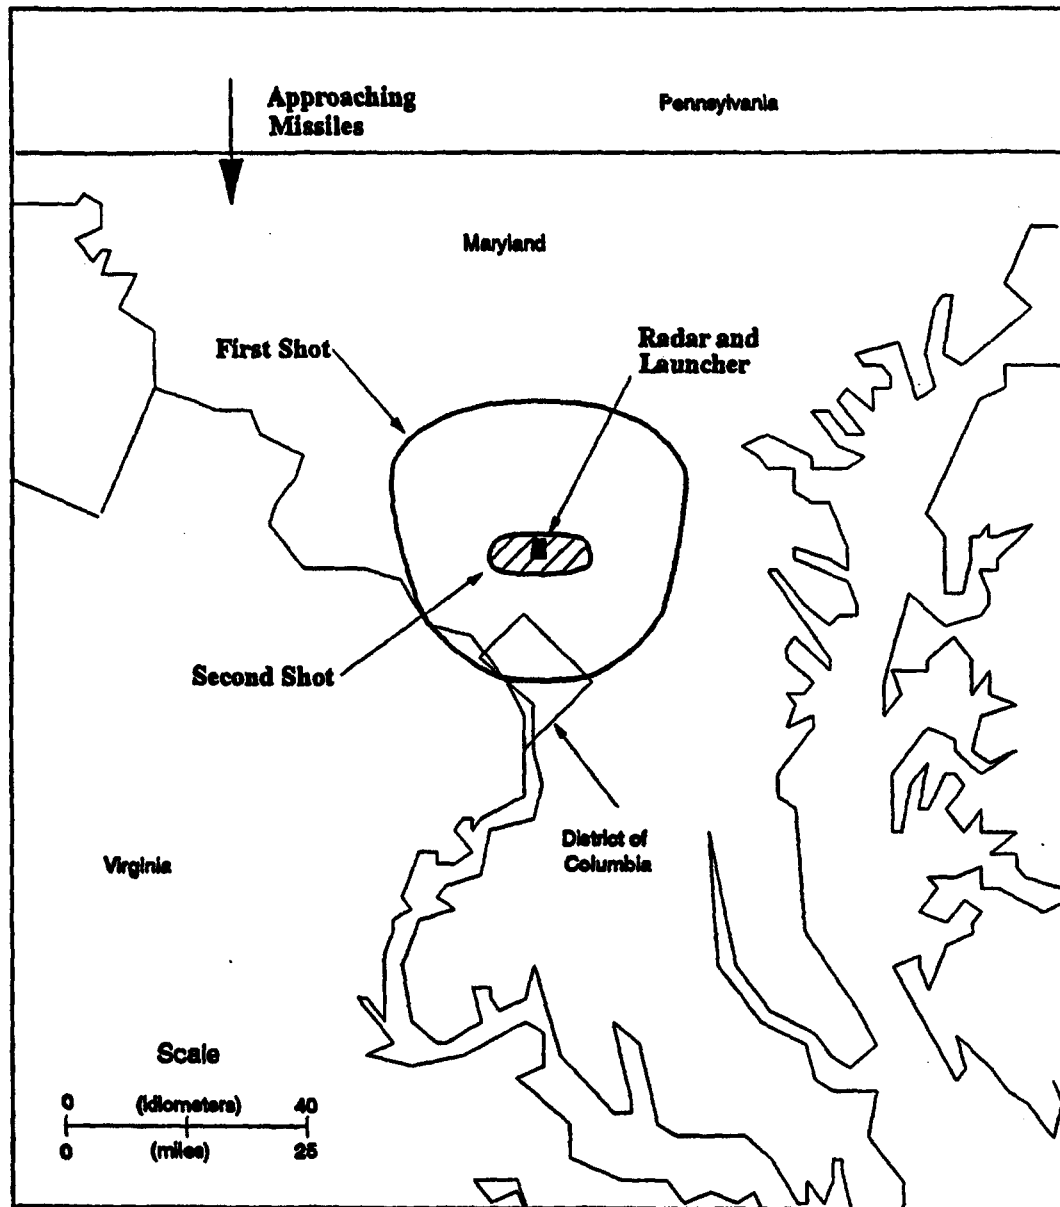 Approaching
Missiles
Pennsylvania
Maryland
First Shot
Radar and
Launcher
Second Shot
District of
Columbia
Virginia
Scale
0 (kilometers) 40
0 (miles) 25